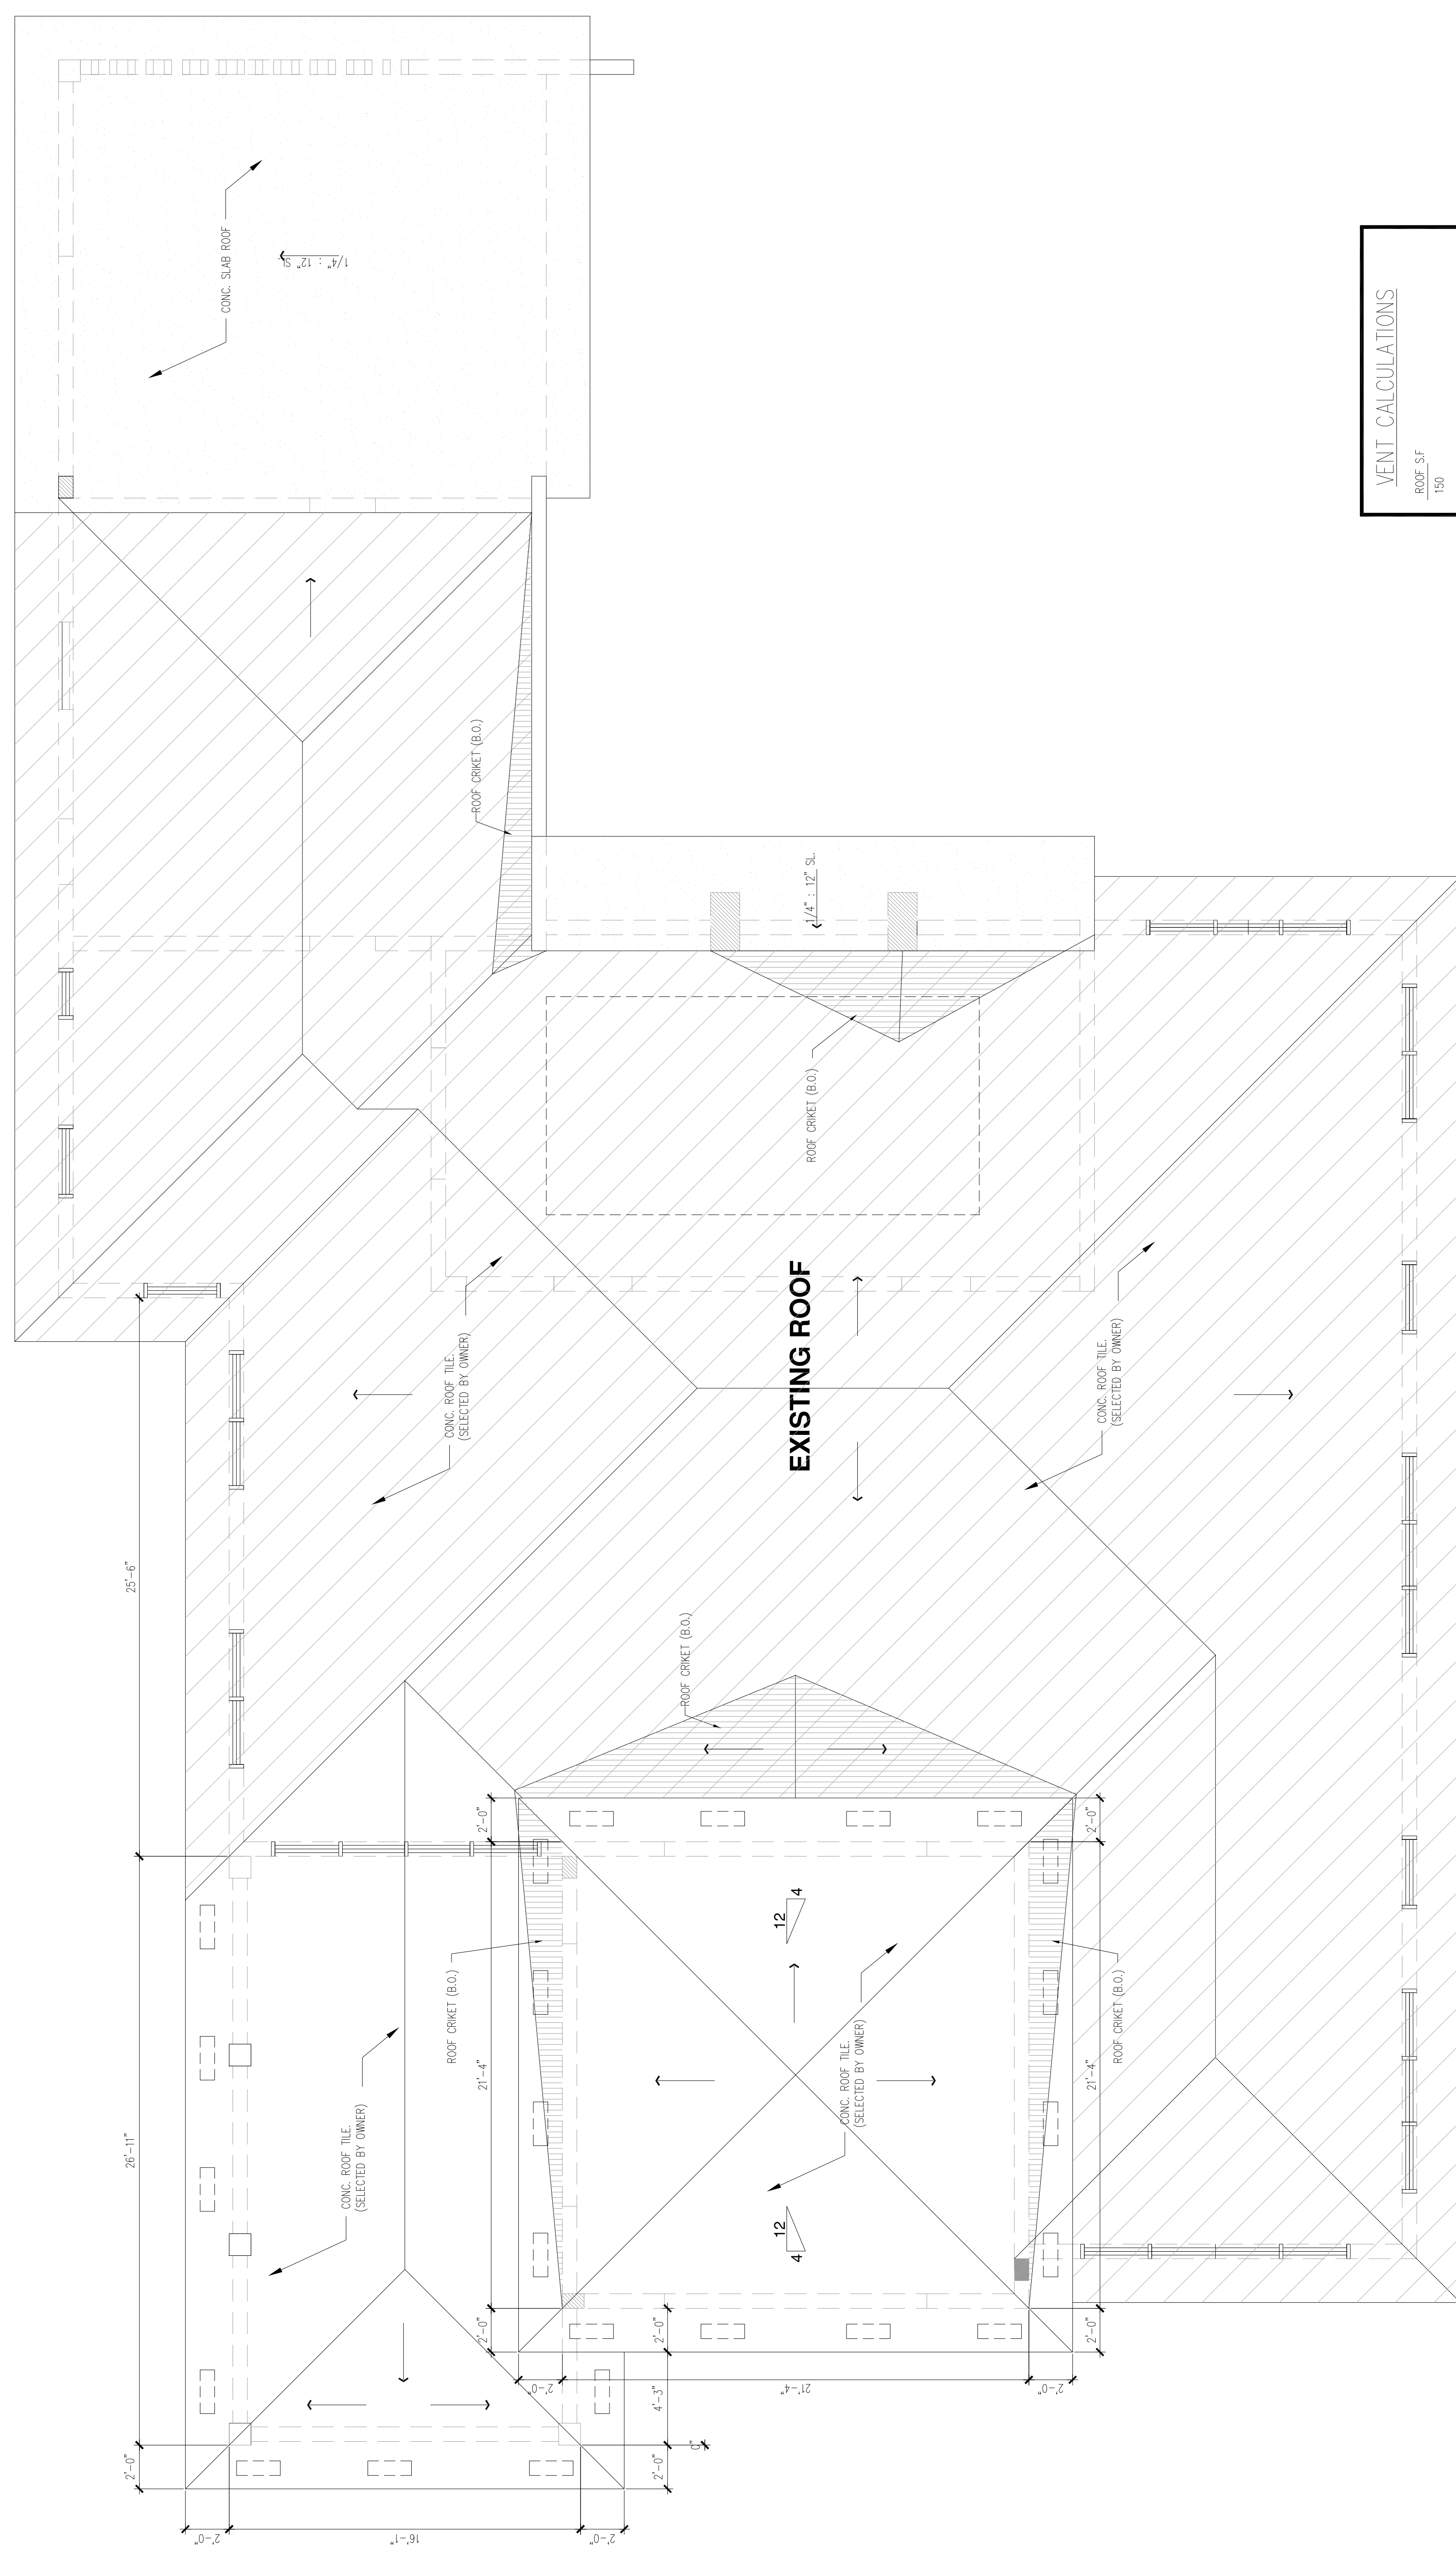 CONC. SLAB ROOF
1/4" : 12" SL.
VENT CALCULATIONS
ROOF S.F
150
ROOF CRIKET (B.O.)
1/4" : 12" SL.
ROOF CRIKET (B.O.)
EXISTING ROOF
CONC. ROOF TILE.
(SELECTED BY OWNER)
CONC. ROOF TILE.
(SELECTED BY OWNER)
25'-6"
ROOF CRIKET (B.O.)
2'-0"
2'-0"
12
4
ROOF CRIKET (B.O.)
ROOF CRIKET (B.O.)
21'-4"
21'-4"
CONC. ROOF TILE.
(SELECTED BY OWNER)
26'-11"
CONC. ROOF TILE.
(SELECTED BY OWNER)
12
4
2'-0"
2'-0"
2'-0"
2'-0"
21'-4"
2'-0"
4'-3"
0"
2'-0"
2'-0"
2'-0"
16'-1"
2'-0"